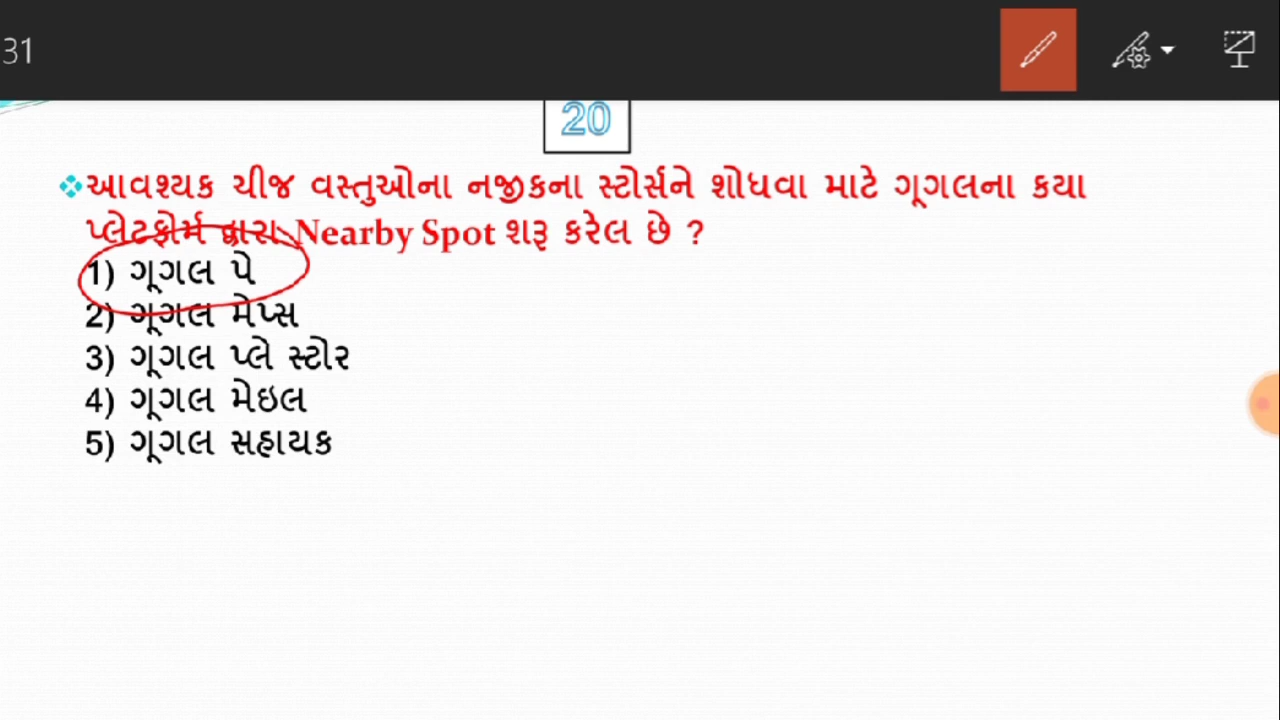 31
20
આવશ્યક ચીજ વસ્તુઓના નજીકના સ્ટોર્સને શોધવા માટે ગૂગલના કયા
પ્લેટફોર્મ દ્વારા Nearby Spot શરૂ કરેલ છે ?
1) ગૂગલ પે
2) ગૂગલ મેપ્સ
3) ગૂગલ પ્લે સ્ટોર
4) ગૂગલ મેઇલ
5) ગૂગલ સહાયક